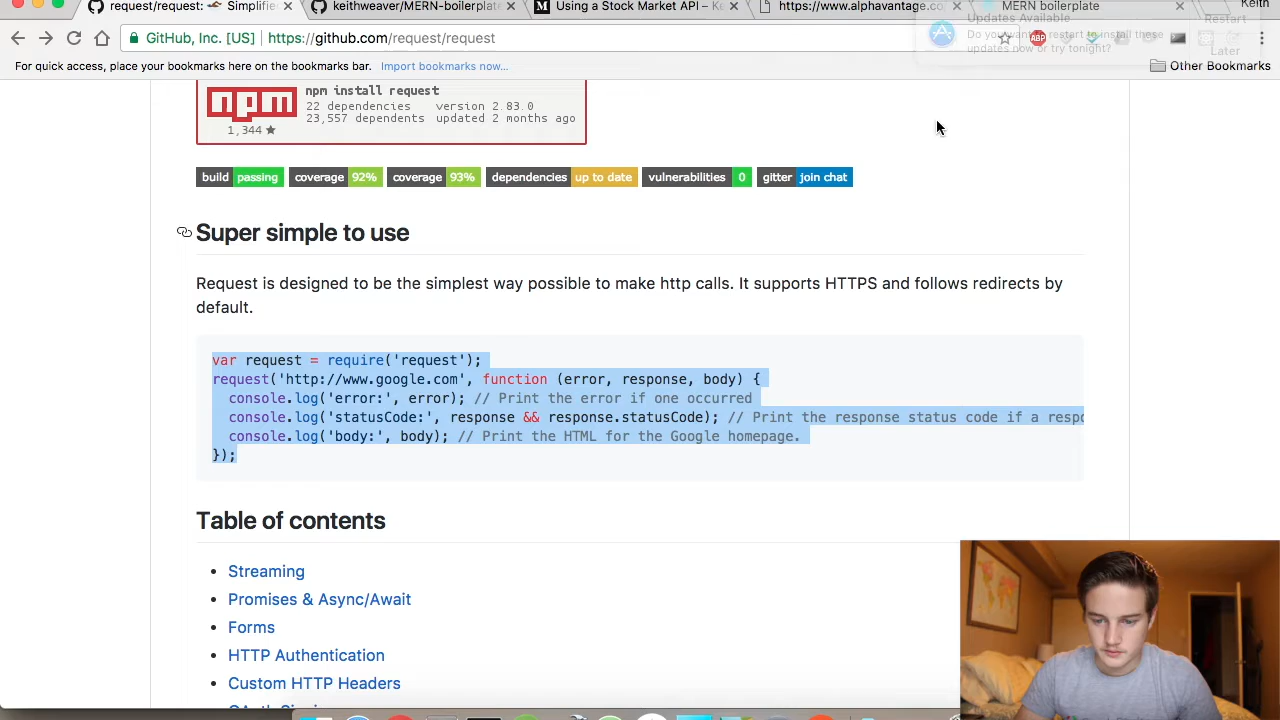 request/request: Simplifie
keithweaver/MERN-boilerplate
Using a Stock Market API – Ke
https://www.alphavantage.co
MERN boilerplate
Keith
GitHub, Inc. [US] | https://github.com/request/request
ABP
Updates Available
Do you want to restart to install these
updates now or try tonight?
Restart
Later
For quick access, place your bookmarks here on the bookmarks bar. Import bookmarks now...
Other Bookmarks
npm
npm install request
22 dependencies version 2.83.0
23,557 dependents updated 2 months ago
1,344 ★
build passing coverage 92% coverage 93% dependencies up to date vulnerabilities 0 gitter join chat
Super simple to use
Request is designed to be the simplest way possible to make http calls. It supports HTTPS and follows redirects by
default.
var request = require('request');
request('http://www.google.com', function (error, response, body) {
console.log('error:', error); // Print the error if one occurred
console.log('statusCode:', response && response.statusCode); // Print the response status code if a respo
console.log('body:', body); // Print the HTML for the Google homepage.
});
Table of contents
• Streaming
• Promises & Async/Await
• Forms
• HTTP Authentication
• Custom HTTP Headers